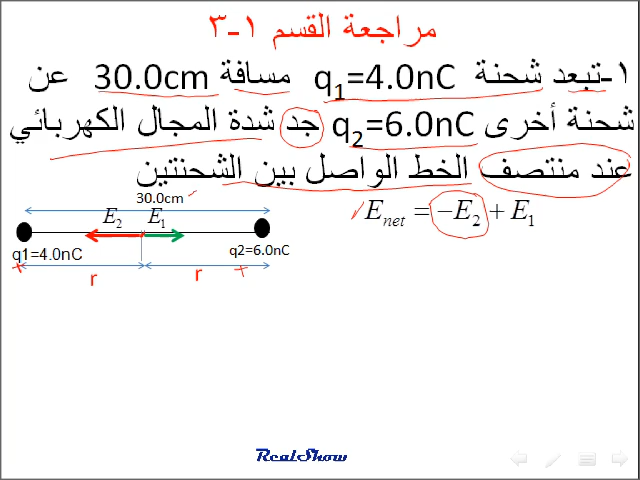 مراجعة القسم ١-٣
١-تبعد شحنة q1=4.0nC مسافة 30.0cm عن
شحنة أخرى q2=6.0nC جد شدة المجال الكهربائي
عند منتصف الخط الواصل بين الشحنتين
30.0cm
E2 E1
Enet = −E2 + E1
q1=4.0nC
q2=6.0nC
+ +
r r
RealShow